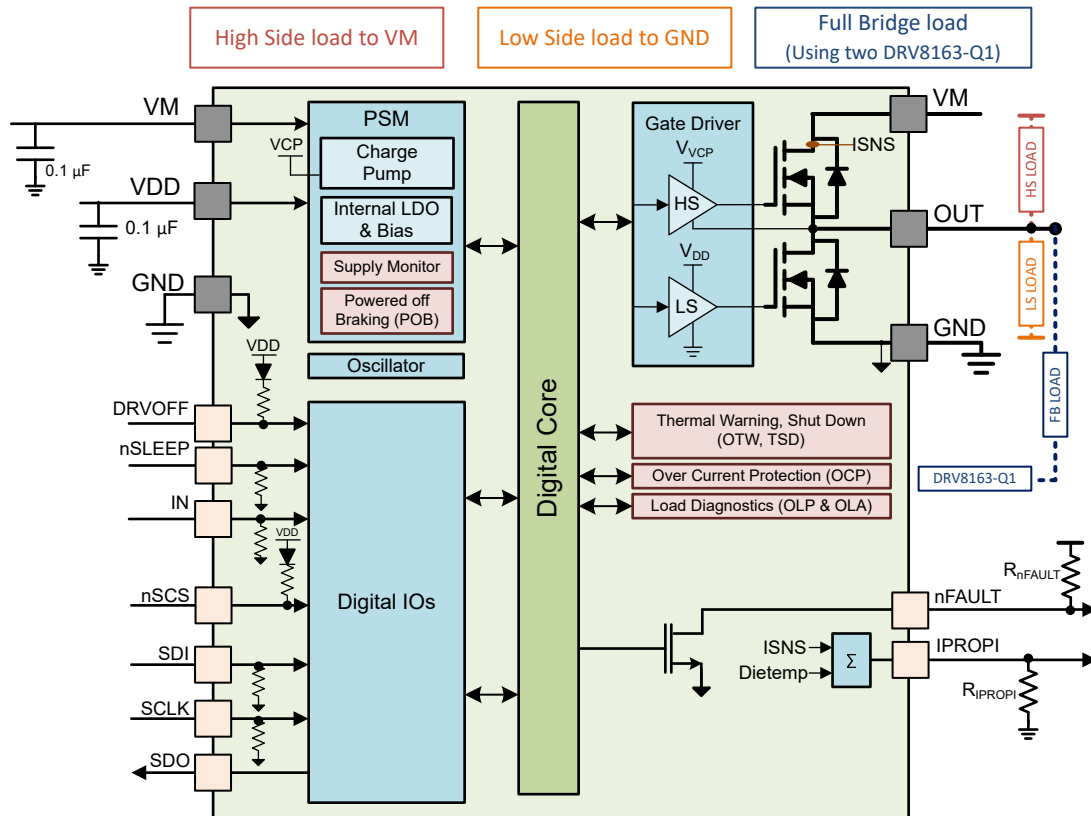 High Side load to VM
Low Side load to GND
Full Bridge load
(Using two DRV8163-Q1)
VM
0.1 µF
VDD
0.1 µF
GND
PSM
VCP
Charge
Pump
Internal LDO
& Bias
Supply Monitor
Powered off
Braking (POB)
Oscillator
VDD
DRVOFF
nSLEEP
IN
VDD
nSCS
SDI
SCLK
SDO
Digital IOs
Digital Core
Gate Driver
VVCP
HS
VDD
LS
ISNS
VM
OUT
GND
HS LOAD
LS LOAD
FB LOAD
DRV8163-Q1
Thermal Warning, Shut Down
(OTW, TSD)
Over Current Protection (OCP)
Load Diagnostics (OLP & OLA)
RnFAULT
nFAULT
ISNS
Dietemp
Σ
IPROPI
RIPROPI